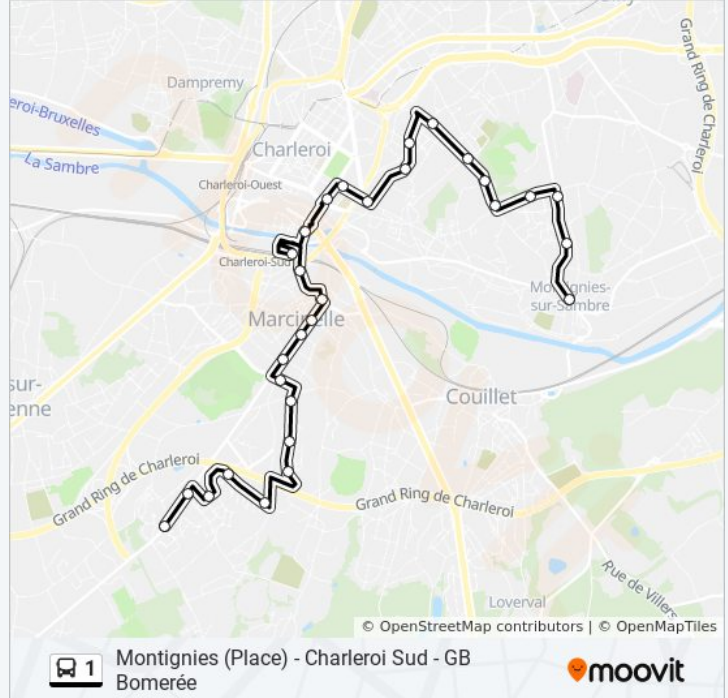 Dampremy
eroi-Bruxelles
La Sambre
Charleroi
Charleroi-Ouest
Grand Ring de Charleroi
Charleroi-Sud
Montignies-
sur-Sambre
Marcinelle
sur-
enne
Couillet
Grand Ring de Charleroi
Grand Ring de Charleroi
Rue de Villers
Loverval
© OpenStreetMap contributors | © OpenMapTiles
1
Montignies (Place) - Charleroi Sud - GB
Bomerée
moovit